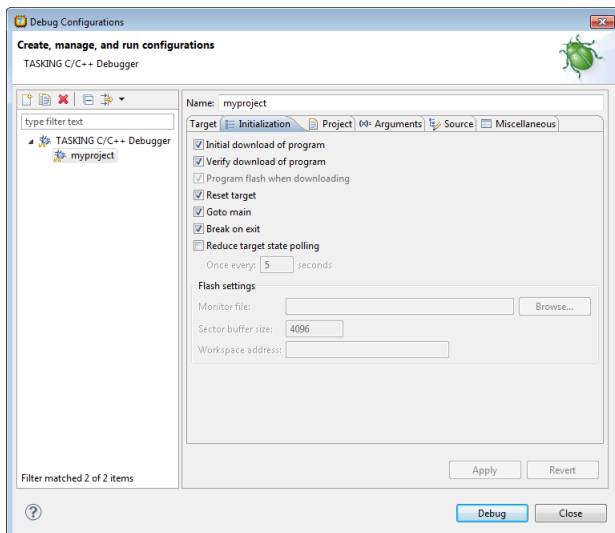 Debug Configurations
Create, manage, and run configurations
TASKING C/C++ Debugger
type filter text
TASKING C/C++ Debugger
myproject
Filter matched 2 of 2 items
Name: myproject
Target Initialization Project (x)= Arguments Source Miscellaneous
Initial download of program
Verify download of program
Program flash when downloading
Reset target
Goto main
Break on exit
Reduce target state polling
Once every: 5 seconds
Flash settings
Monitor file: Browse...
Sector buffer size: 4096
Workspace address:
Apply Revert
? Debug Close